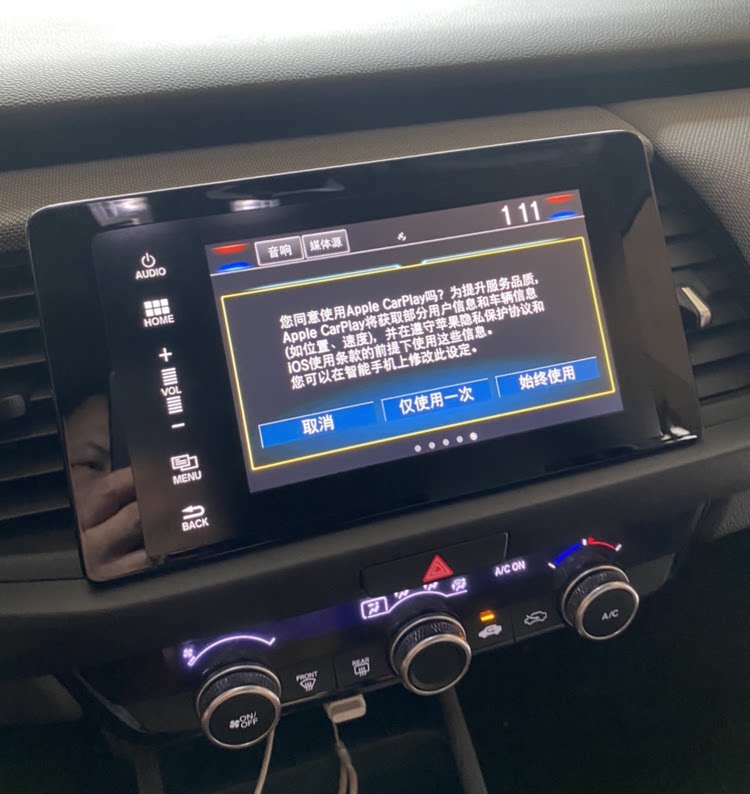 音响 媒体源 1 11
AUDIO
HOME
+
VOL
-
MENU
BACK
您同意使用Apple CarPlay吗？为提升服务品质,
Apple CarPlay将获取部分用户信息和车辆信息
(如位置、速度)，并在遵守苹果隐私保护协议和
iOS使用条款的前提下使用这些信息。
您可以在智能手机上修改此设定。
取消 仅使用一次 始终使用
A/C ON
ON/
OFF
FRONT
REAR
A/C